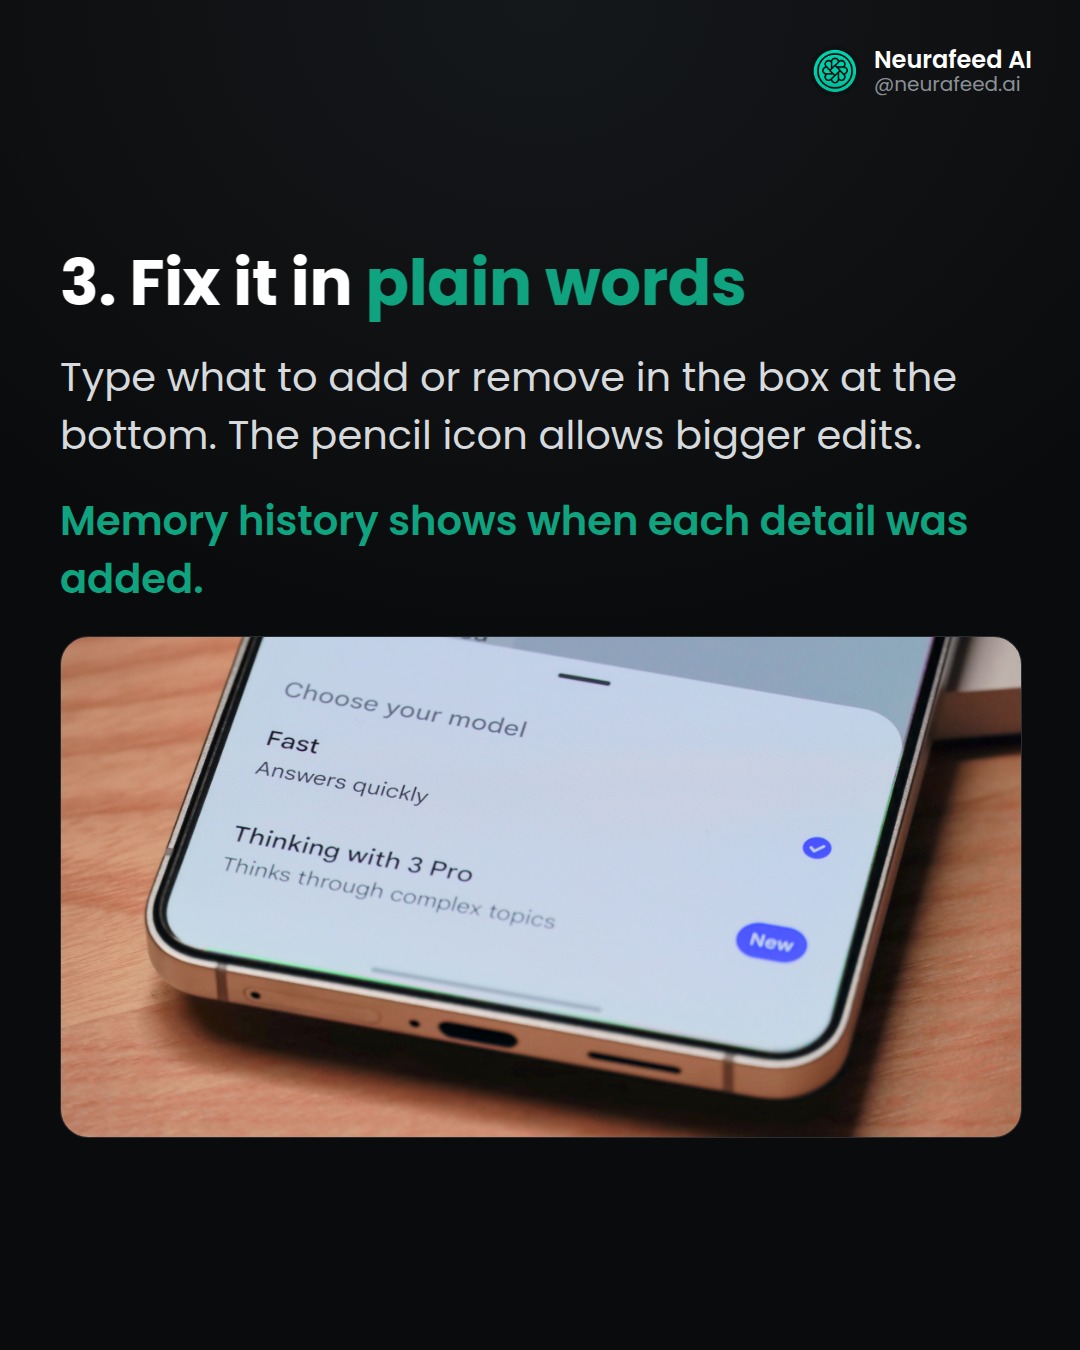 Neurafeed AI
@neurafeed.ai
3. Fix it in plain words
Type what to add or remove in the box at the
bottom. The pencil icon allows bigger edits.
Memory history shows when each detail was
added.
Choose your model
Fast
Answers quickly
Thinking with 3 Pro
Thinks through complex topics
New